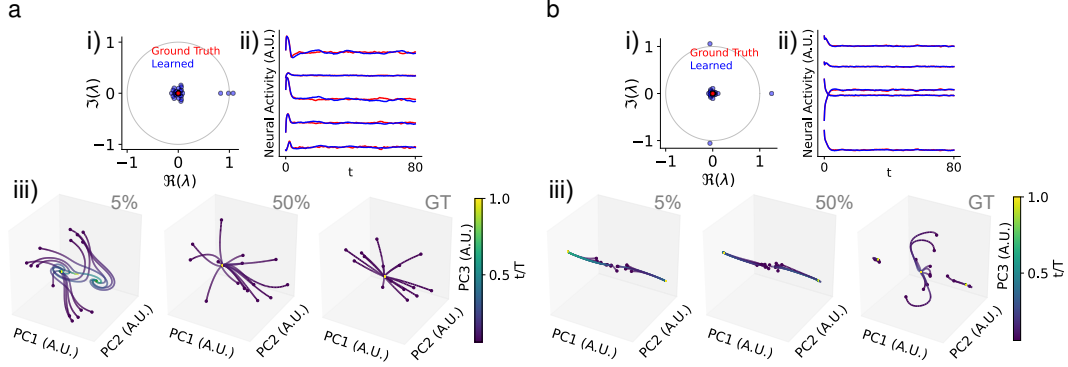 a
i)
1
0
−1
ℑ(λ)
Ground Truth
Learned
−1 0 1
ℜ(λ)
ii)
Neural Activity (A.U.)
0 80
t
iii)
5%
50%
GT
PC1 (A.U.)
PC2 (A.U.)
PC1 (A.U.)
PC2 (A.U.)
PC1 (A.U.)
PC2 (A.U.)
PC3 (A.U.)
1.0
0.5
t/T
b
i)
1
0
−1
ℑ(λ)
Ground Truth
Learned
−1 0 1
ℜ(λ)
ii)
Neural Activity (A.U.)
0 80
t
iii)
5%
50%
GT
PC1 (A.U.)
PC2 (A.U.)
PC1 (A.U.)
PC2 (A.U.)
PC1 (A.U.)
PC2 (A.U.)
PC3 (A.U.)
1.0
0.5
t/T